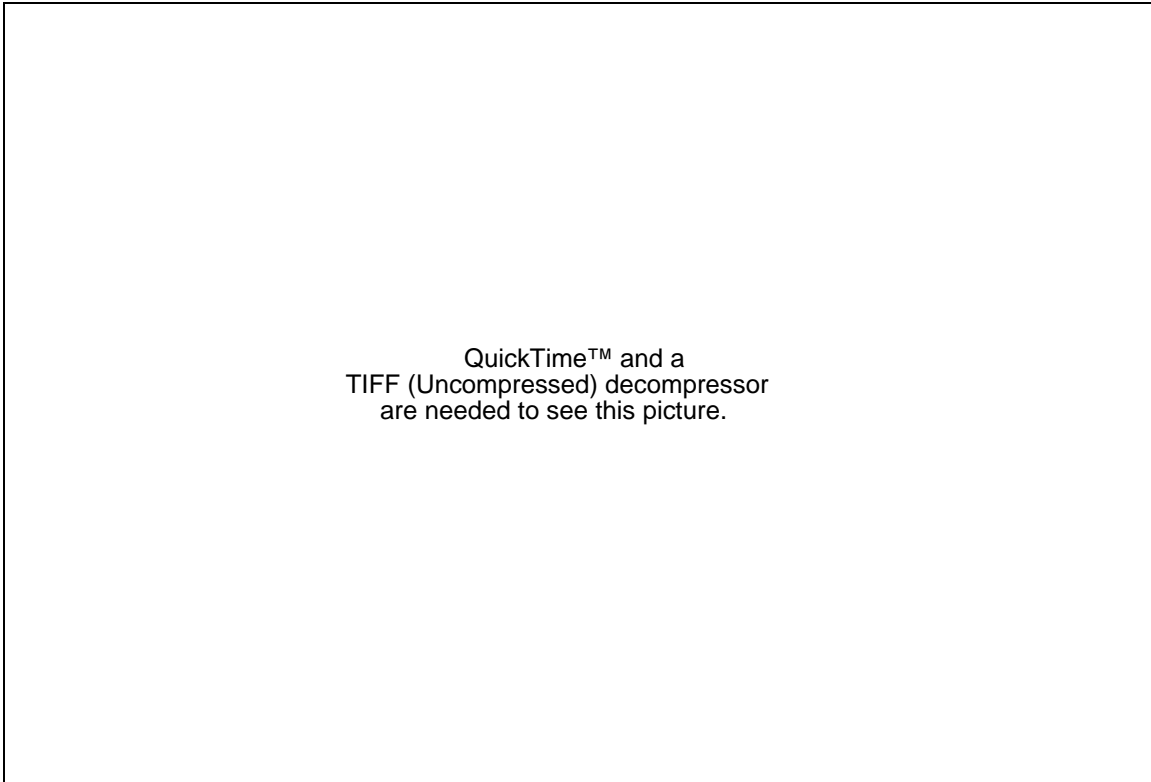 QuickTime™ and a
TIFF (Uncompressed) decompressor
are needed to see this picture.